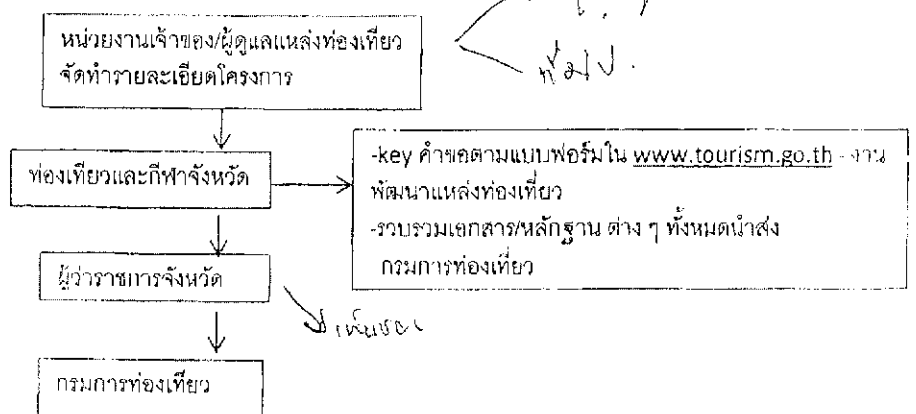 หน่วยงานเจ้าของ/ผู้ดูแลแหล่งท่องเที่ยว
จัดทำรายละเอียดโครงการ
ท่องเที่ยวและกีฬาจังหวัด
-key คำขอตามแบบฟอร์มใน www.tourism.go.th - งาน
พัฒนาแหล่งท่องเที่ยว
-รวบรวมเอกสาร/หลักฐาน ต่าง ๆ ทั้งหมดนำส่ง
กรมการท่องเที่ยว
ผู้ว่าราชการจังหวัด
กรมการท่องเที่ยว